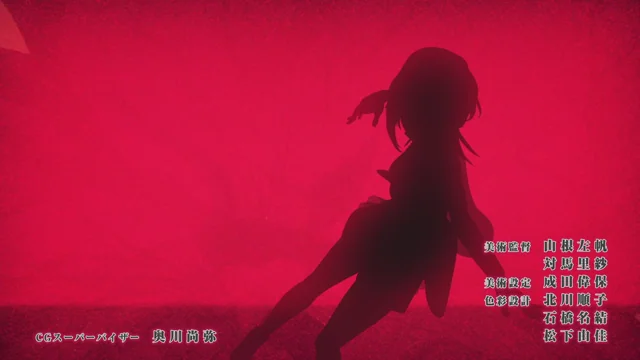 美術監督 山根左帆
対馬里紗
美術設定 成田偉保
色彩設計 北川順子
石橋名結
松下由佳
CGスーパーバイザー 奥川尚弥